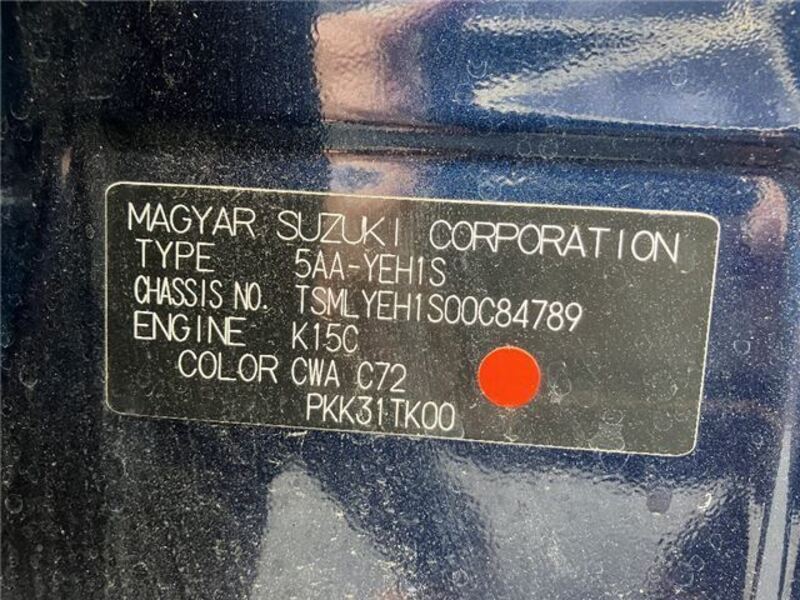 MAGYAR SUZUKI CORPORATION
TYPE 5AA-YEH1S
CHASSIS NO. TSMLYEH1S00C84789
ENGINE K15C
COLOR CWA C72
PKK31TK00